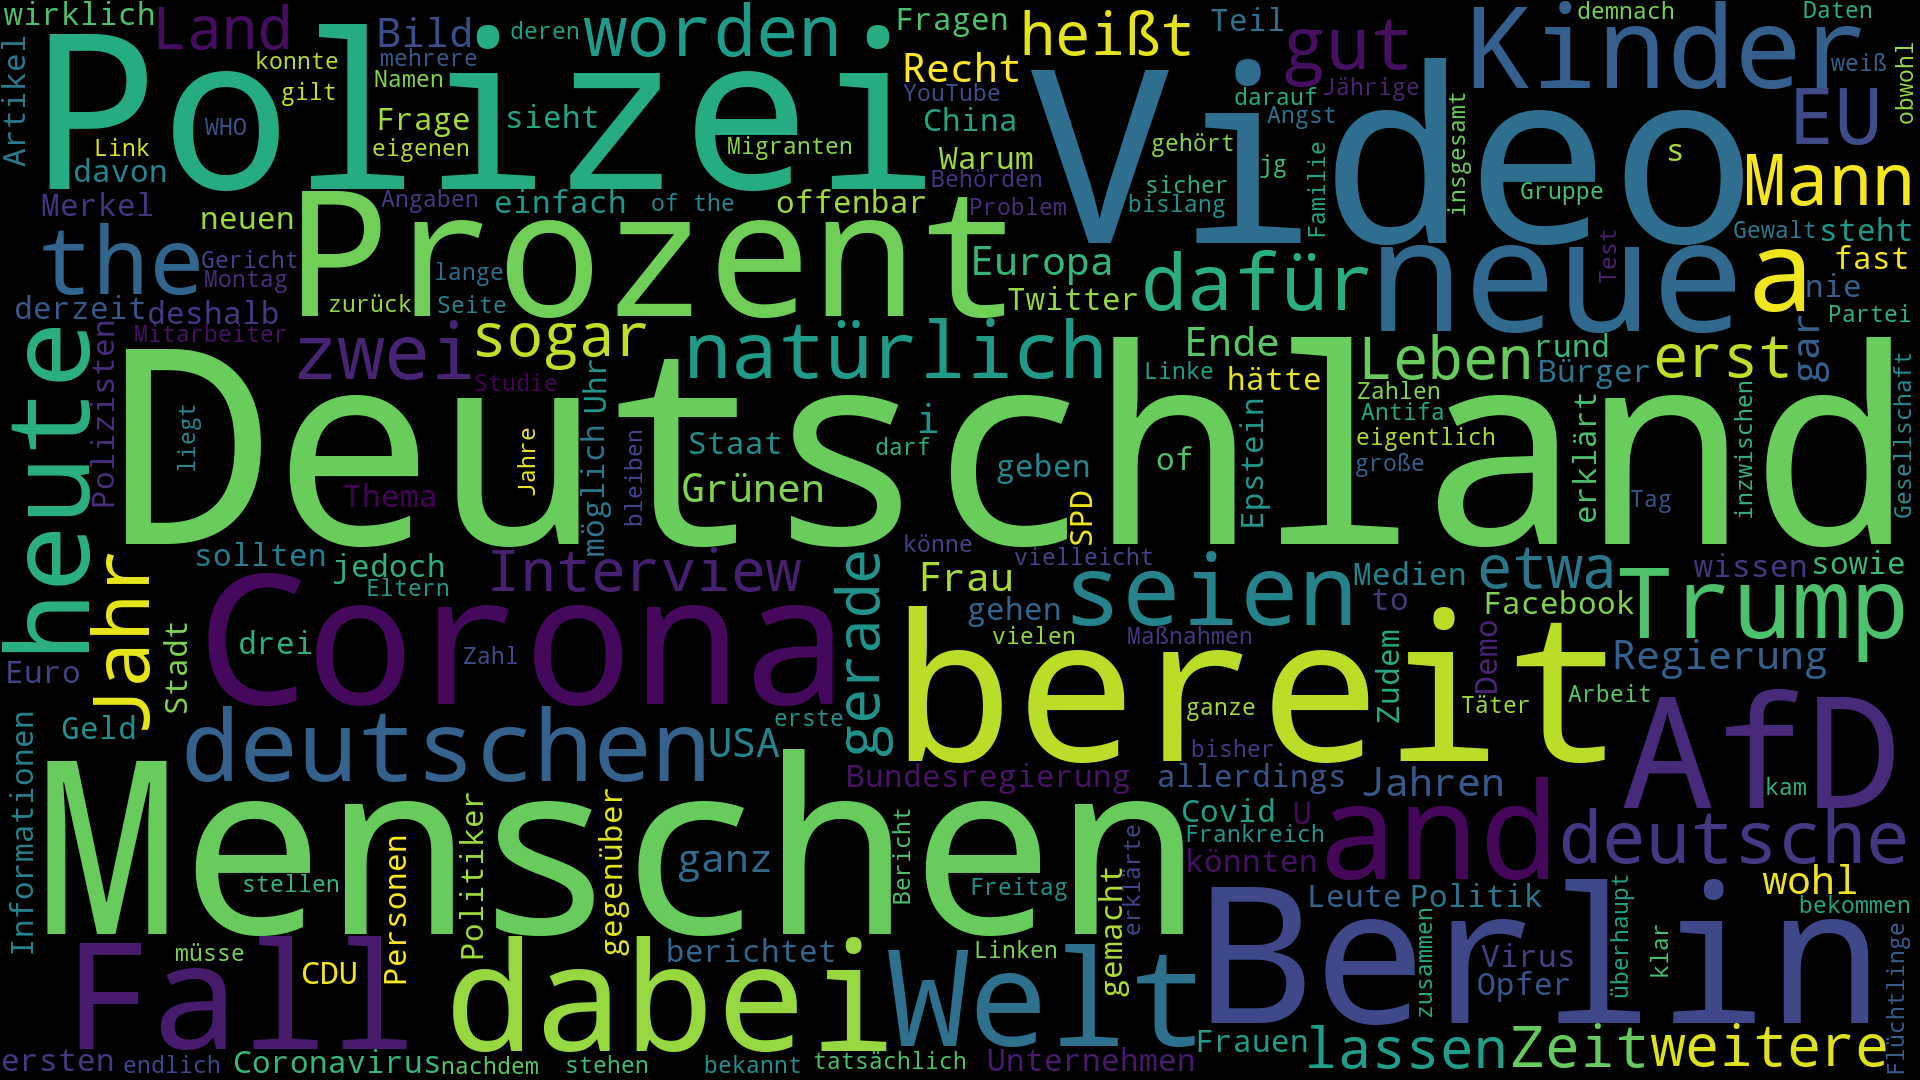 wirklich
Land
Bild
deren
worden
Fragen
heißt
Teil
gut
Kinder
demnach
Daten
Artikel
Polizei
konnte
mehrere
Namen
gilt
Recht
YouTube
Video
darauf
Jährige
weiß
EU
obwohl
WHO
Frage
sieht
China
Angst
insgesamt
Link
eigenen
Migranten
Warum
gehört
s
davon
Behörden
jg
Familie
Mann
Merkel
Angaben
einfach
of the
offenbar
Problem
sicher
bislang
Gruppe
neuen
Prozent
Gewalt
steht
the
Gericht
Montag
lange
Europa
dafür
neue
Test
a
fast
derzeit
deshalb
zurück
Seite
Twitter
nie
Partei
heute
Polizisten
Mitarbeiter
zwei
sogar
natürlich
Ende
Leben
rund
Bürger
erst
gar
Deutschland
Studie
Uhr
Linke
hätte
Zahlen
Gesellschaft
liegt
Jahre
möglich
bleiben
Staat
i
darf
of
Epstein
Antifa
eigentlich
große
erklärt
inzwischen
Thema
Grünen
geben
SPD
Tag
Jahr
sollten
jedoch
Eltern
Interview
gerade
könne
vielleicht
Frau
seien
Medien
etwa
wissen
sowie
Corona
gehen
to
Facebook
Trump
Stadt
drei
Zahl
bereit
vielen
Maßnahmen
Zudem
Demo
Regierung
Euro
ganze
Täter
Arbeit
Informationen
Geld
deutschen
USA
erste
bisher
AfD
Menschen
Bundesregierung
allerdings
Jahren
kam
Politiker
gegenüber
Bericht
Covid
U
and
deutsche
Frankreich
Personen
ganz
erklärte
könnten
stellen
Freitag
gemacht
Berlin
Leute
Politik
überhaupt
wohl
bekommen
Fall
müsse
CDU
dabei
berichtet
Welt
Linken
zusammen
Virus
Opfer
klar
Flüchtlinge
ersten
endlich
Coronavirus
nachdem
stehen
bekannt
tatsächlich
Unternehmen
Frauen
lassen
Zeit
weitere